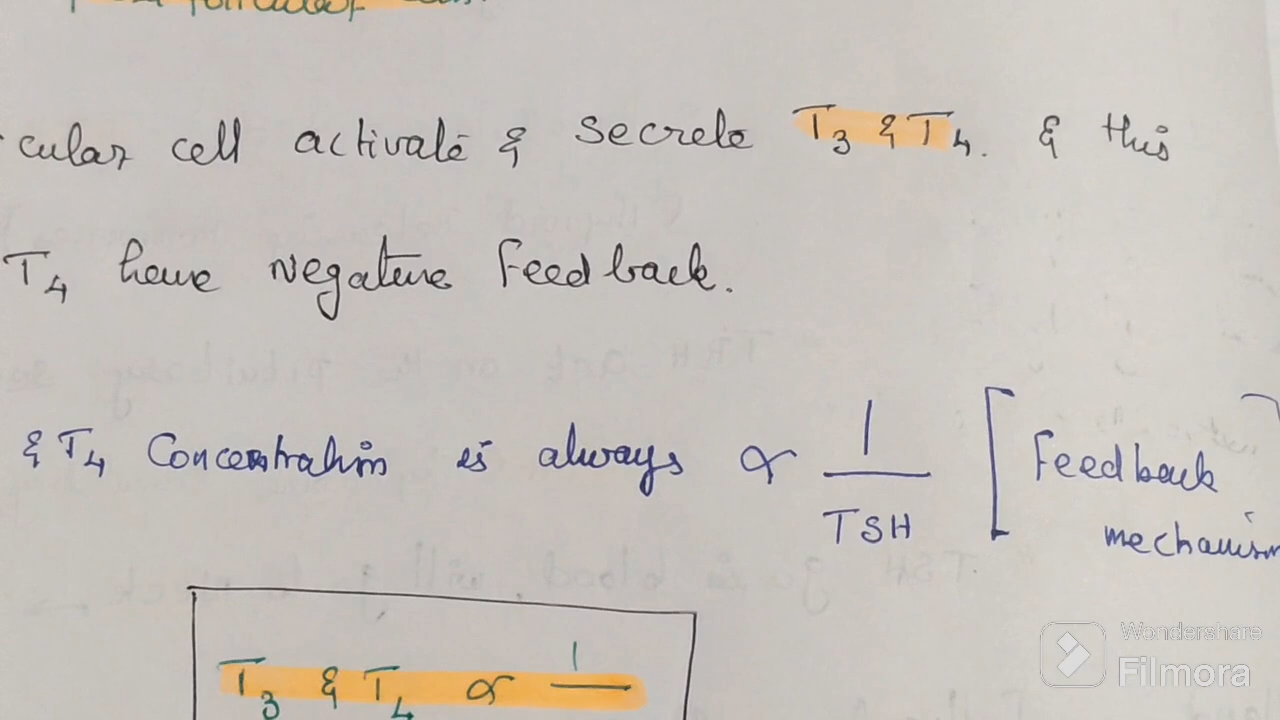 cular cell activate & secrete T3 & T4. & this
T4 have negative feedback.
& T4 Concentration is always ∝ 1/TSH [Feedback mechanism
T3 & T4 ∝ 1
Wondershare
Filmora